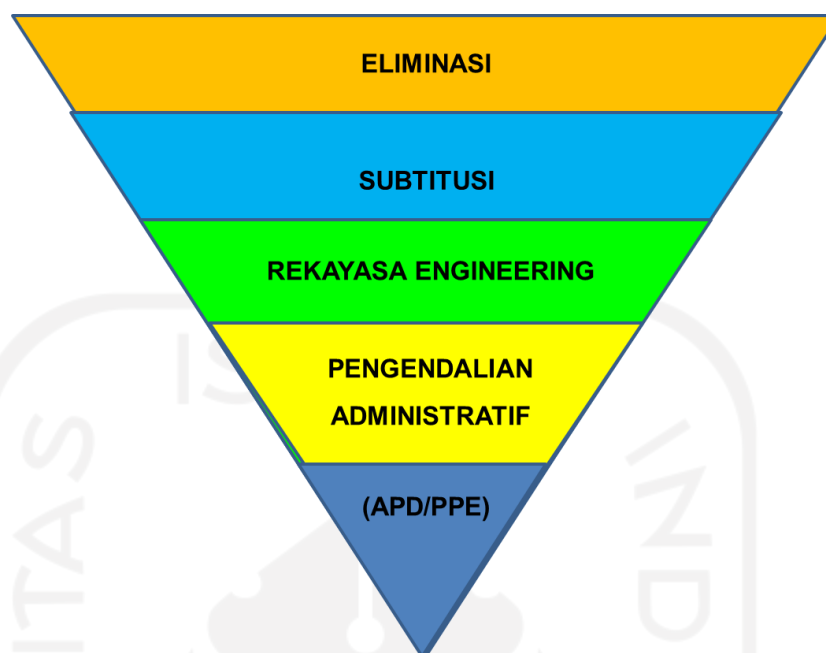 ELIMINASI
SUBTITUSI
REKAYASA ENGINEERING
PENGENDALIAN
ADMINISTRATIF
(APD/PPE)